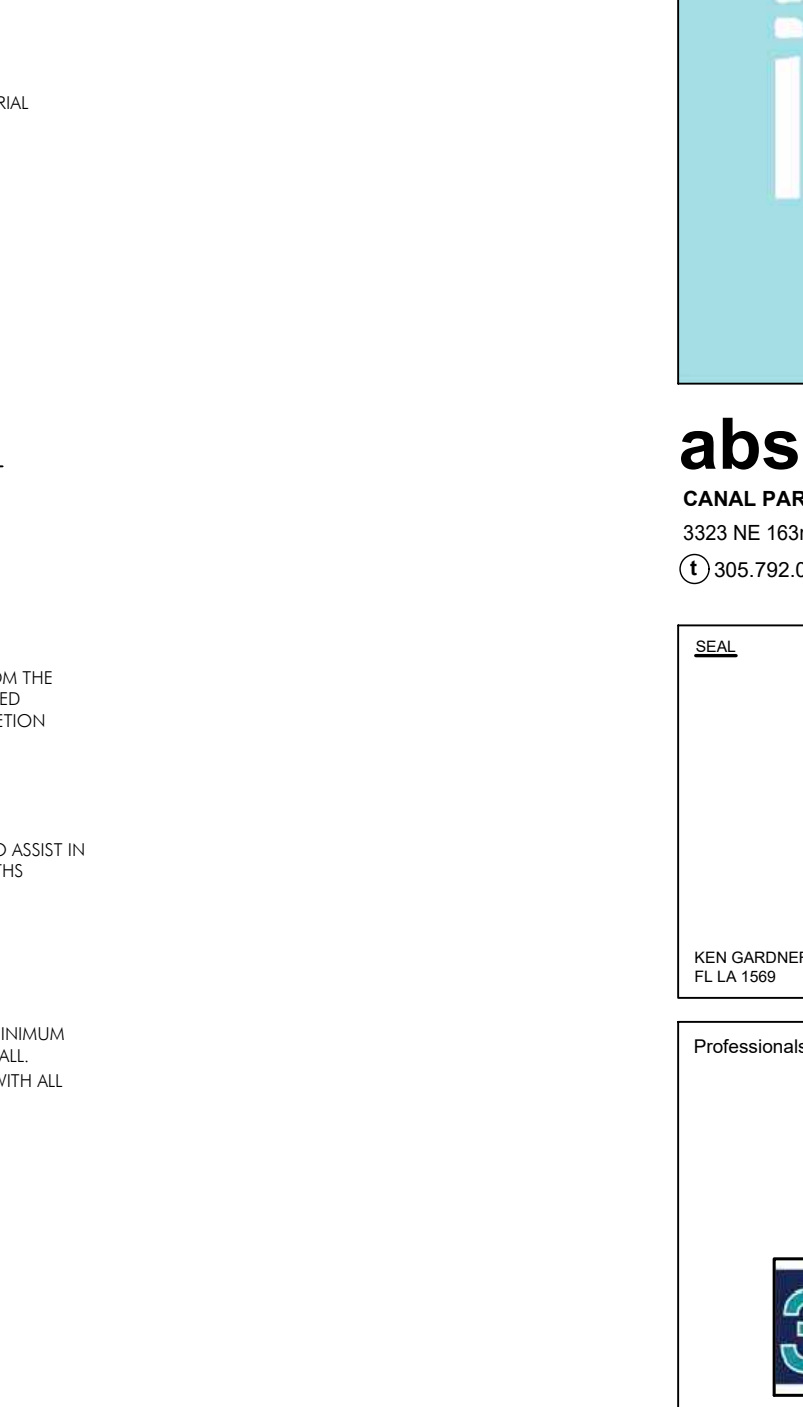 RIAL
OM THE
ED
ETION
O ASSIST IN
THS
INIMUM
ALL.
WITH ALL
abs
CANAL PAR
3323 NE 163
t 305.792.0
SEAL
KEN GARDNER
FL LA 1569
Professionals
3